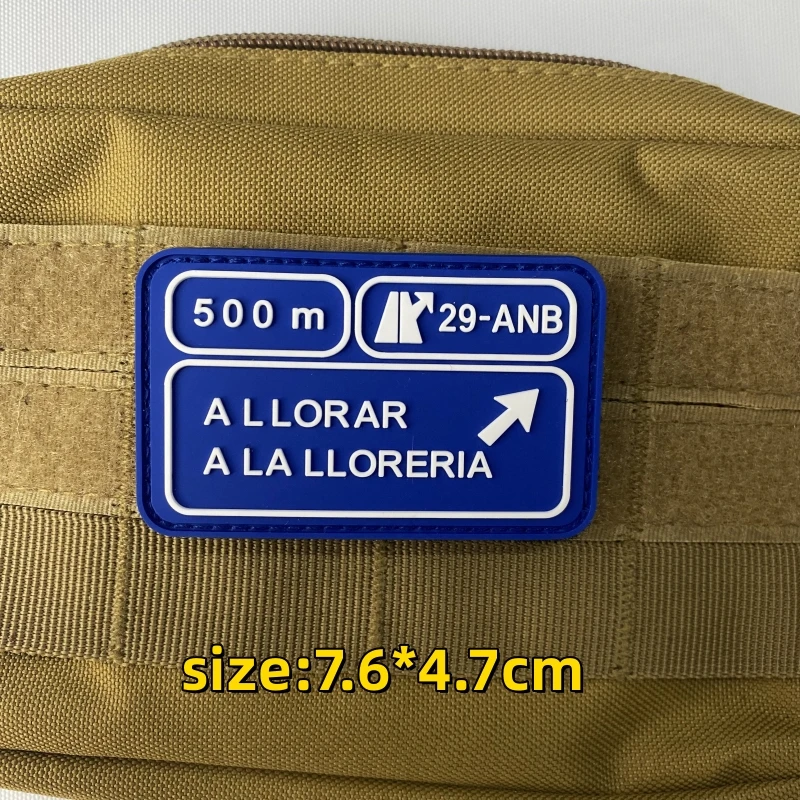 500 m
29-ANB
A LLORAR
A LA LLORERIA
size:7.6*4.7cm